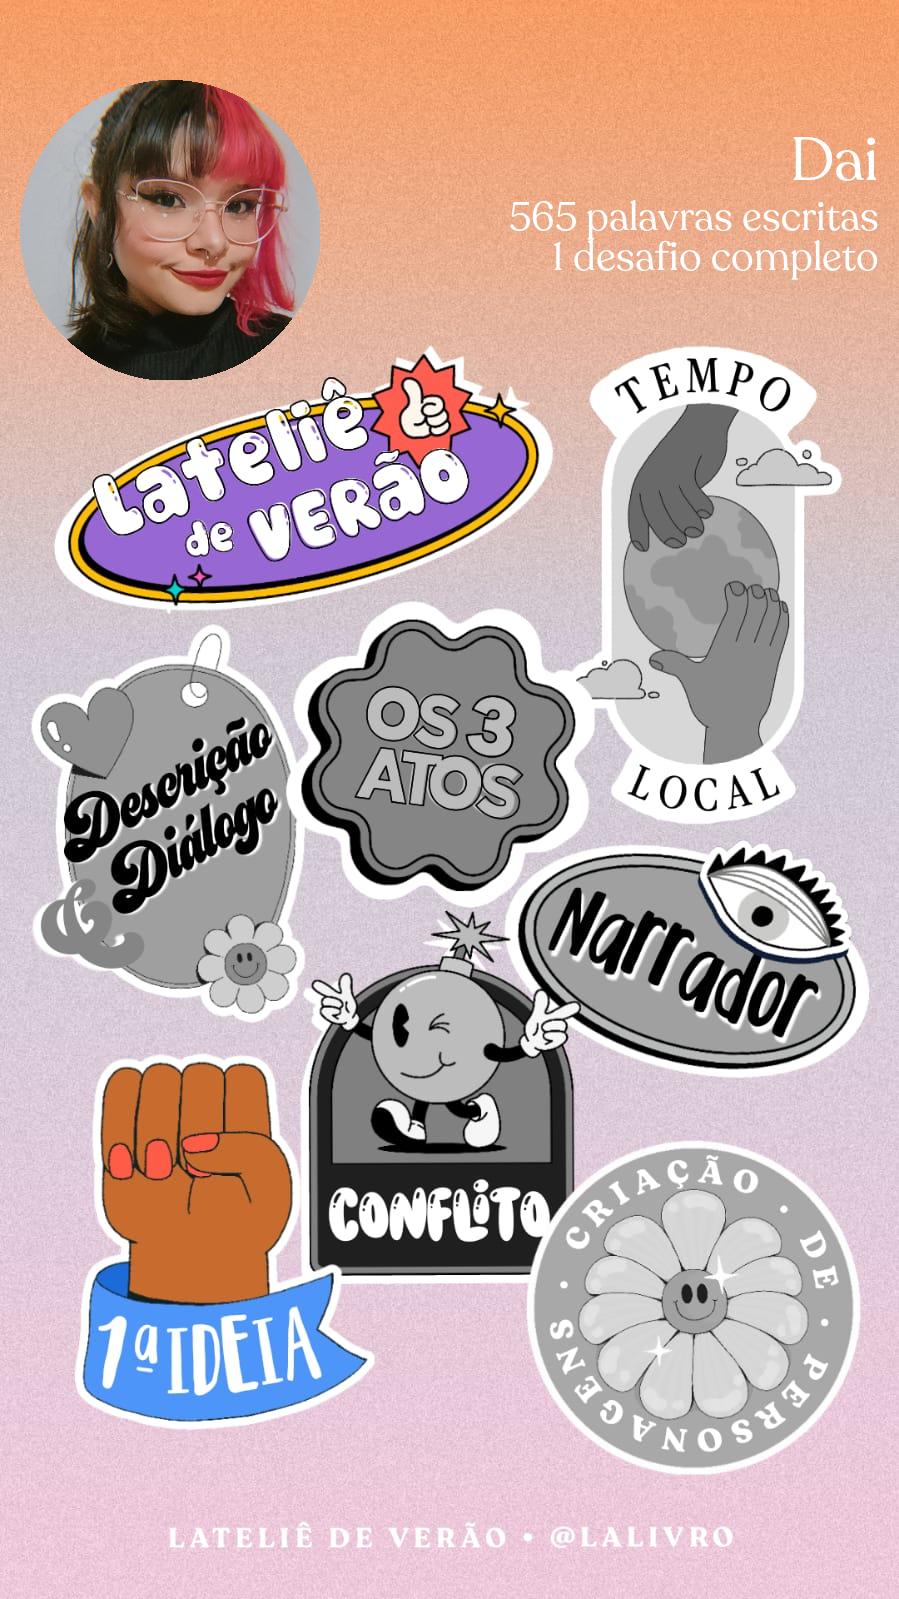 Dai
565 palavras escritas
1 desafio completo
Lateliê
de VERÃO
TEMPO
LOCAL
Descrição
&
Diálogo
OS 3
ATOS
Narrador
CONFLITO
1ª IDEIA
CRIAÇÃO · DE · PERSONAGENS ·
LATELIÊ DE VERÃO • @LALIVRO